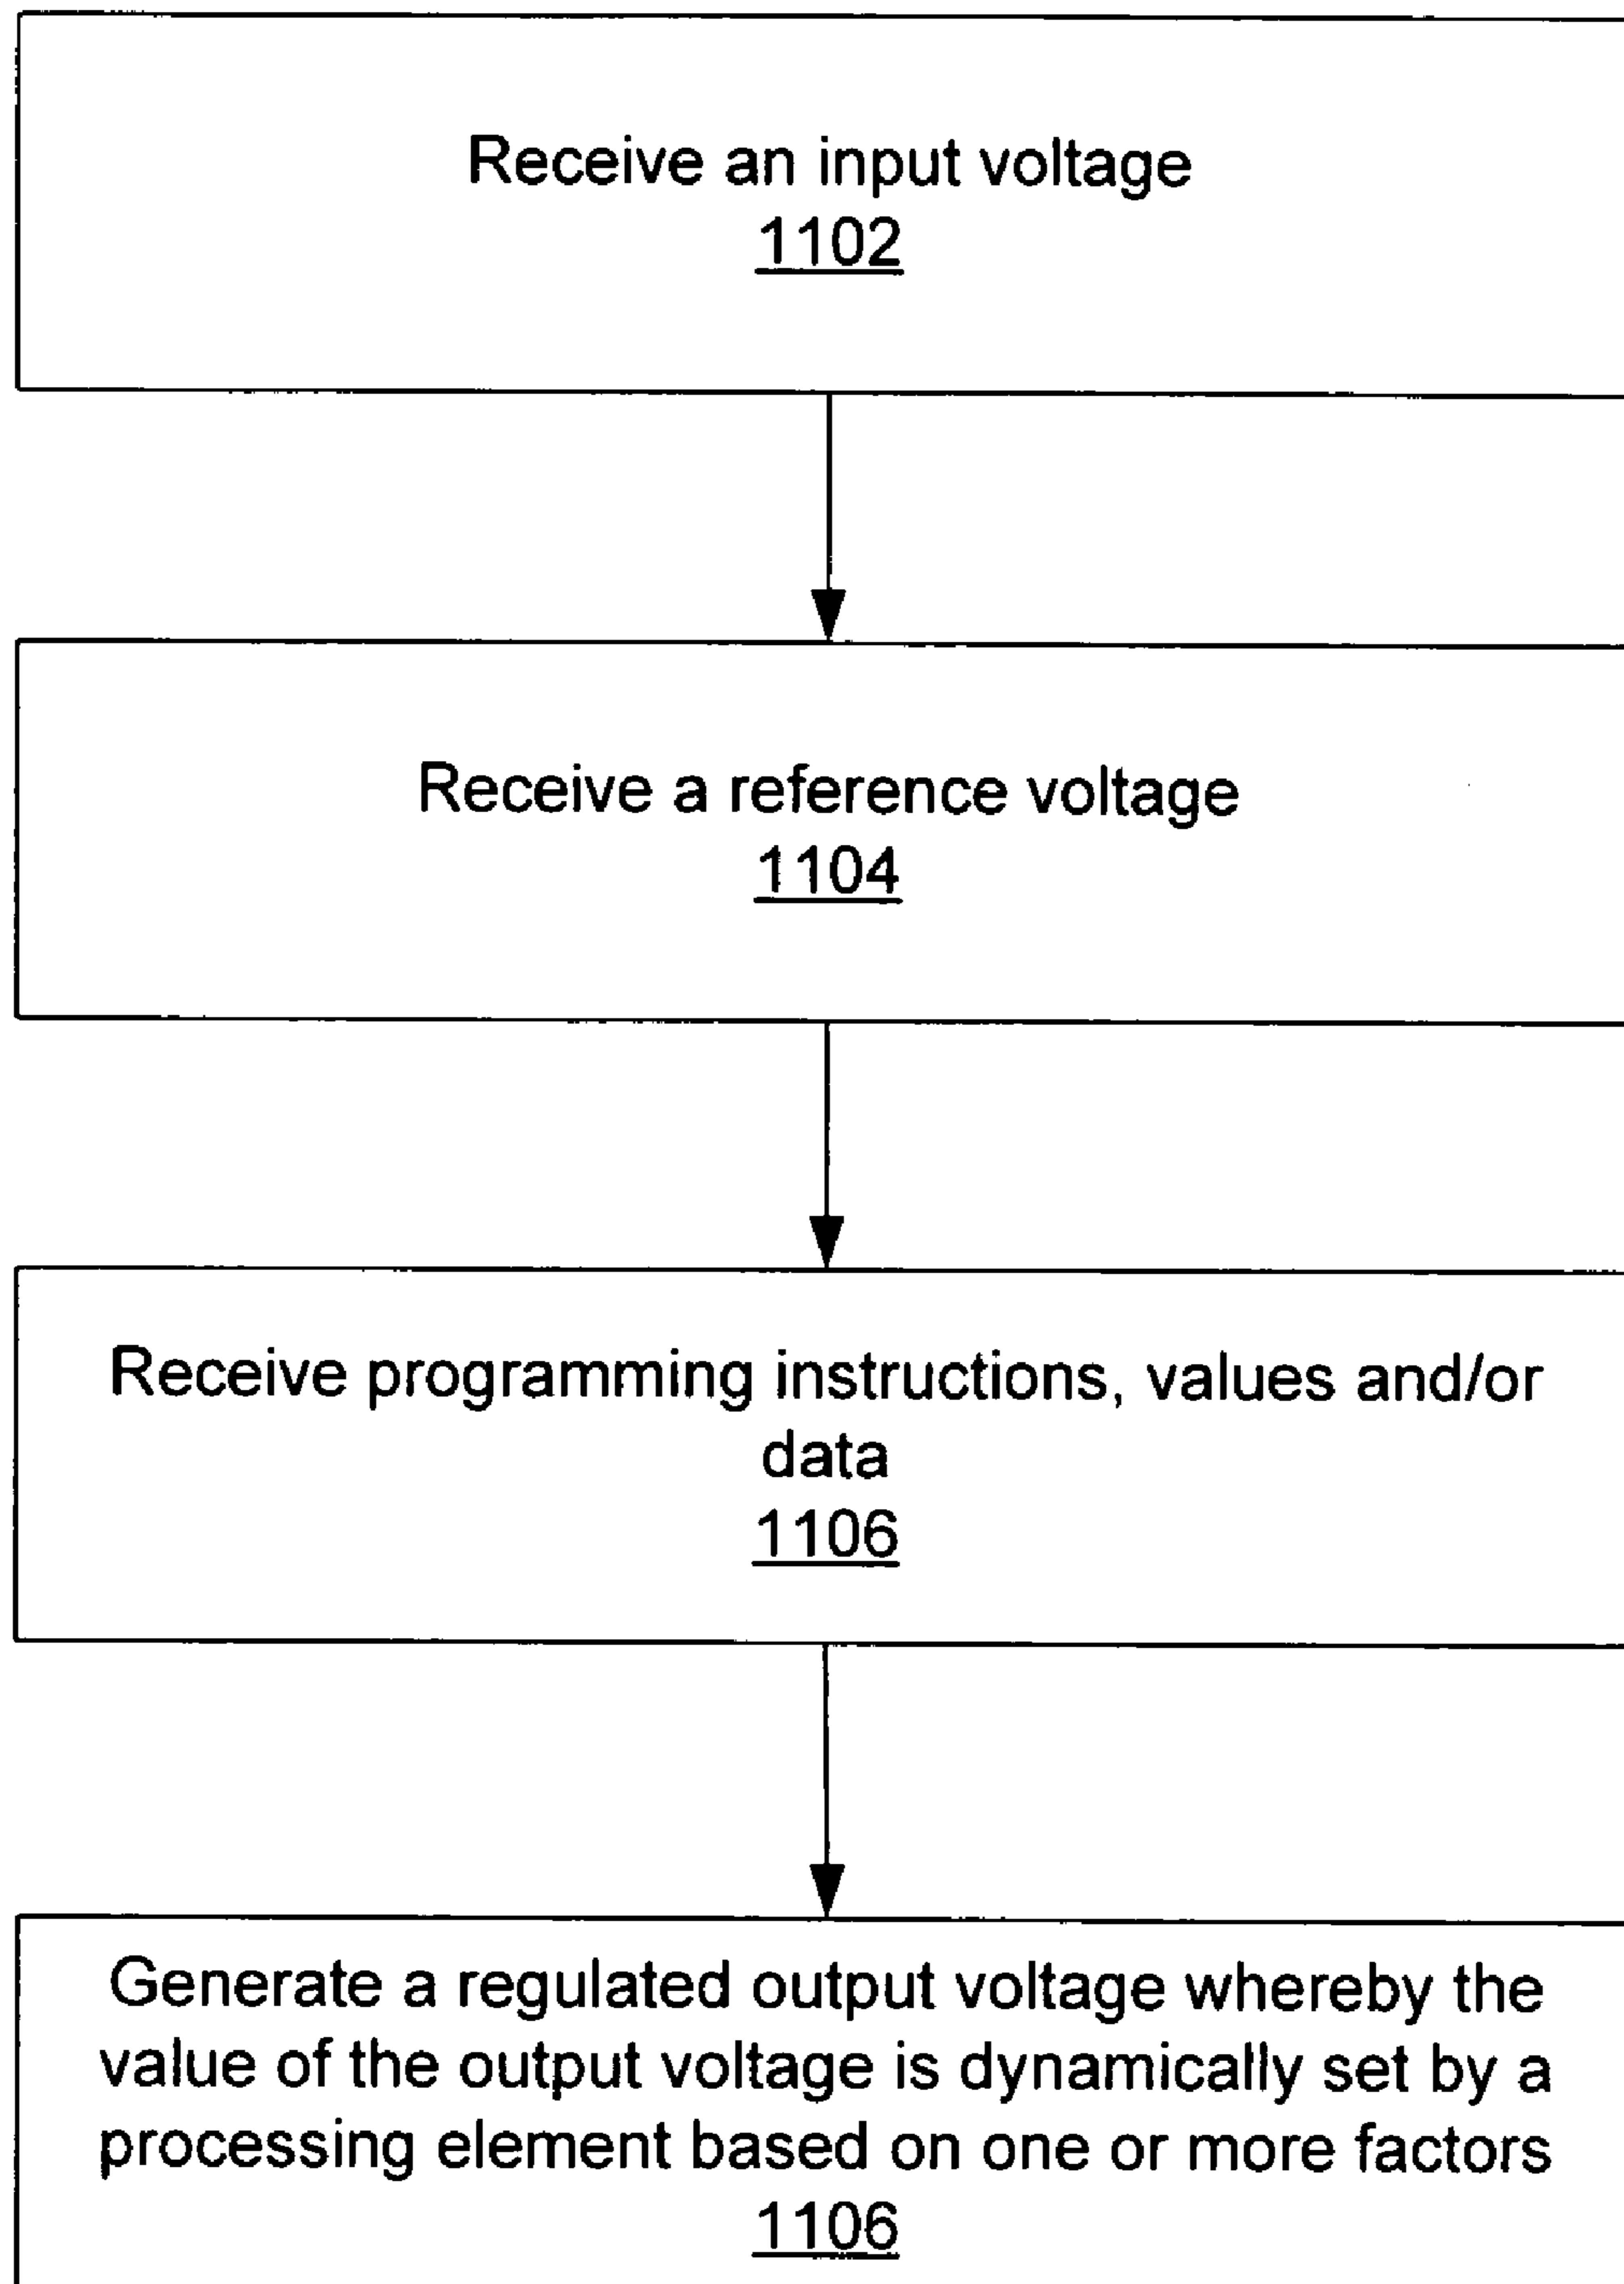 Receive an input voltage
1102
Receive a reference voltage
1104
Receive programming instructions, values and/or
data
1106
Generate a regulated output voltage whereby the
value of the output voltage is dynamically set by a
processing element based on one or more factors
1106